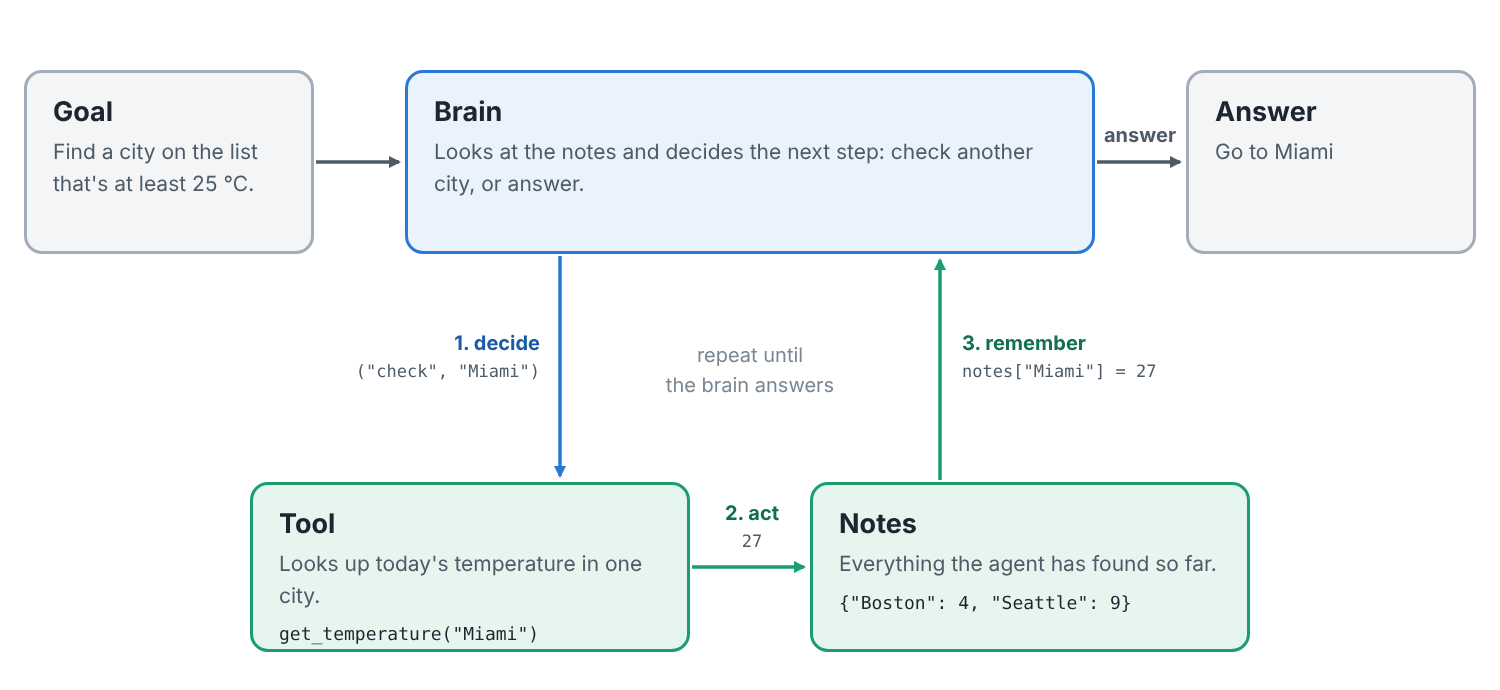 Goal
Find a city on the list
that's at least 25 °C.
Brain
Looks at the notes and decides the next step: check another
city, or answer.
answer
Answer
Go to Miami
1. decide
("check", "Miami")
repeat until
the brain answers
3. remember
notes["Miami"] = 27
Tool
Looks up today's temperature in one
city.
get_temperature("Miami")
2. act
27
Notes
Everything the agent has found so far.
{"Boston": 4, "Seattle": 9}